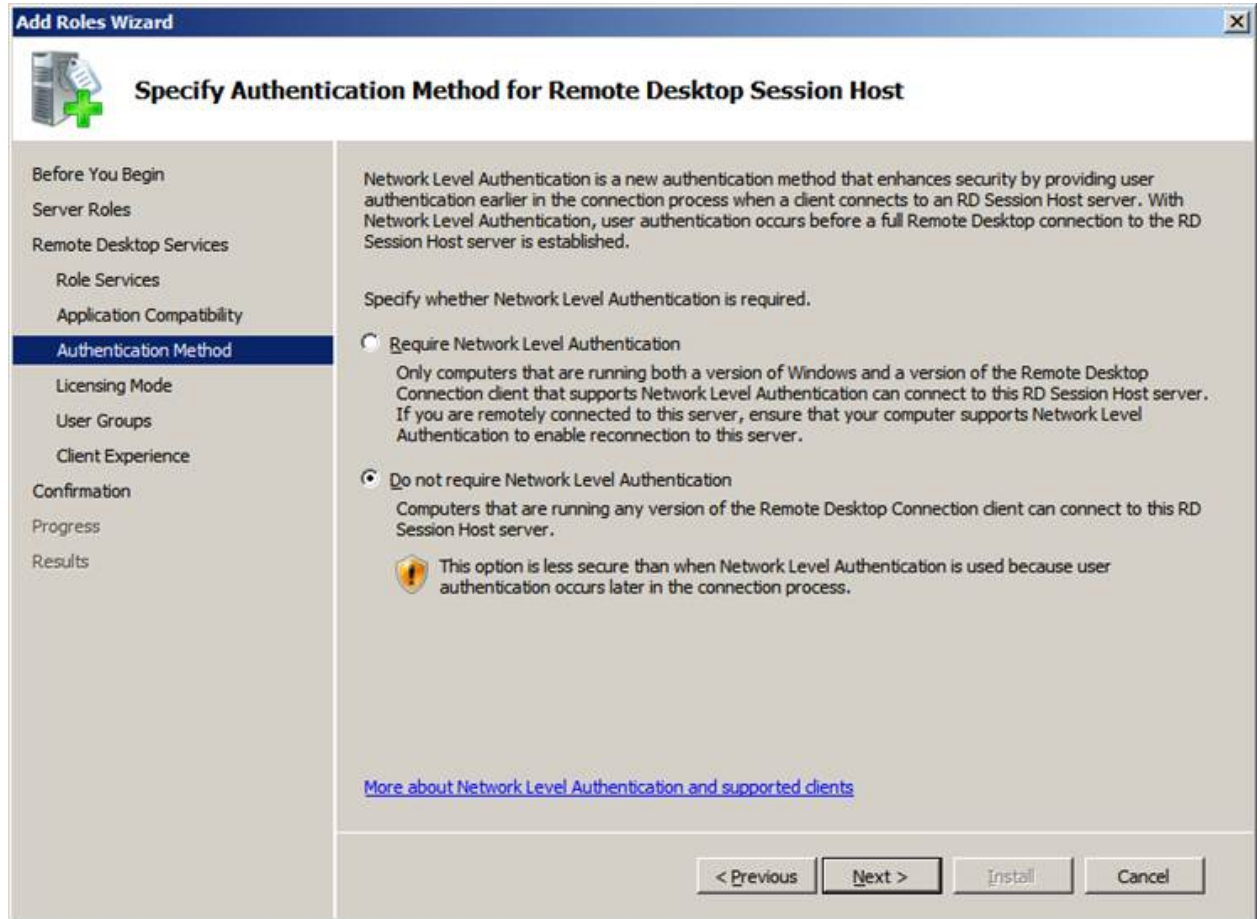 Add Roles Wizard
Specify Authentication Method for Remote Desktop Session Host
Before You Begin
Server Roles
Remote Desktop Services
Role Services
Application Compatibility
Authentication Method
Licensing Mode
User Groups
Client Experience
Confirmation
Progress
Results
Network Level Authentication is a new authentication method that enhances security by providing user
authentication earlier in the connection process when a client connects to an RD Session Host server. With
Network Level Authentication, user authentication occurs before a full Remote Desktop connection to the RD
Session Host server is established.
Specify whether Network Level Authentication is required.
Require Network Level Authentication
Only computers that are running both a version of Windows and a version of the Remote Desktop
Connection client that supports Network Level Authentication can connect to this RD Session Host server.
If you are remotely connected to this server, ensure that your computer supports Network Level
Authentication to enable reconnection to this server.
Do not require Network Level Authentication
Computers that are running any version of the Remote Desktop Connection client can connect to this RD
Session Host server.
This option is less secure than when Network Level Authentication is used because user
authentication occurs later in the connection process.
More about Network Level Authentication and supported clients
< Previous
Next >
Install
Cancel